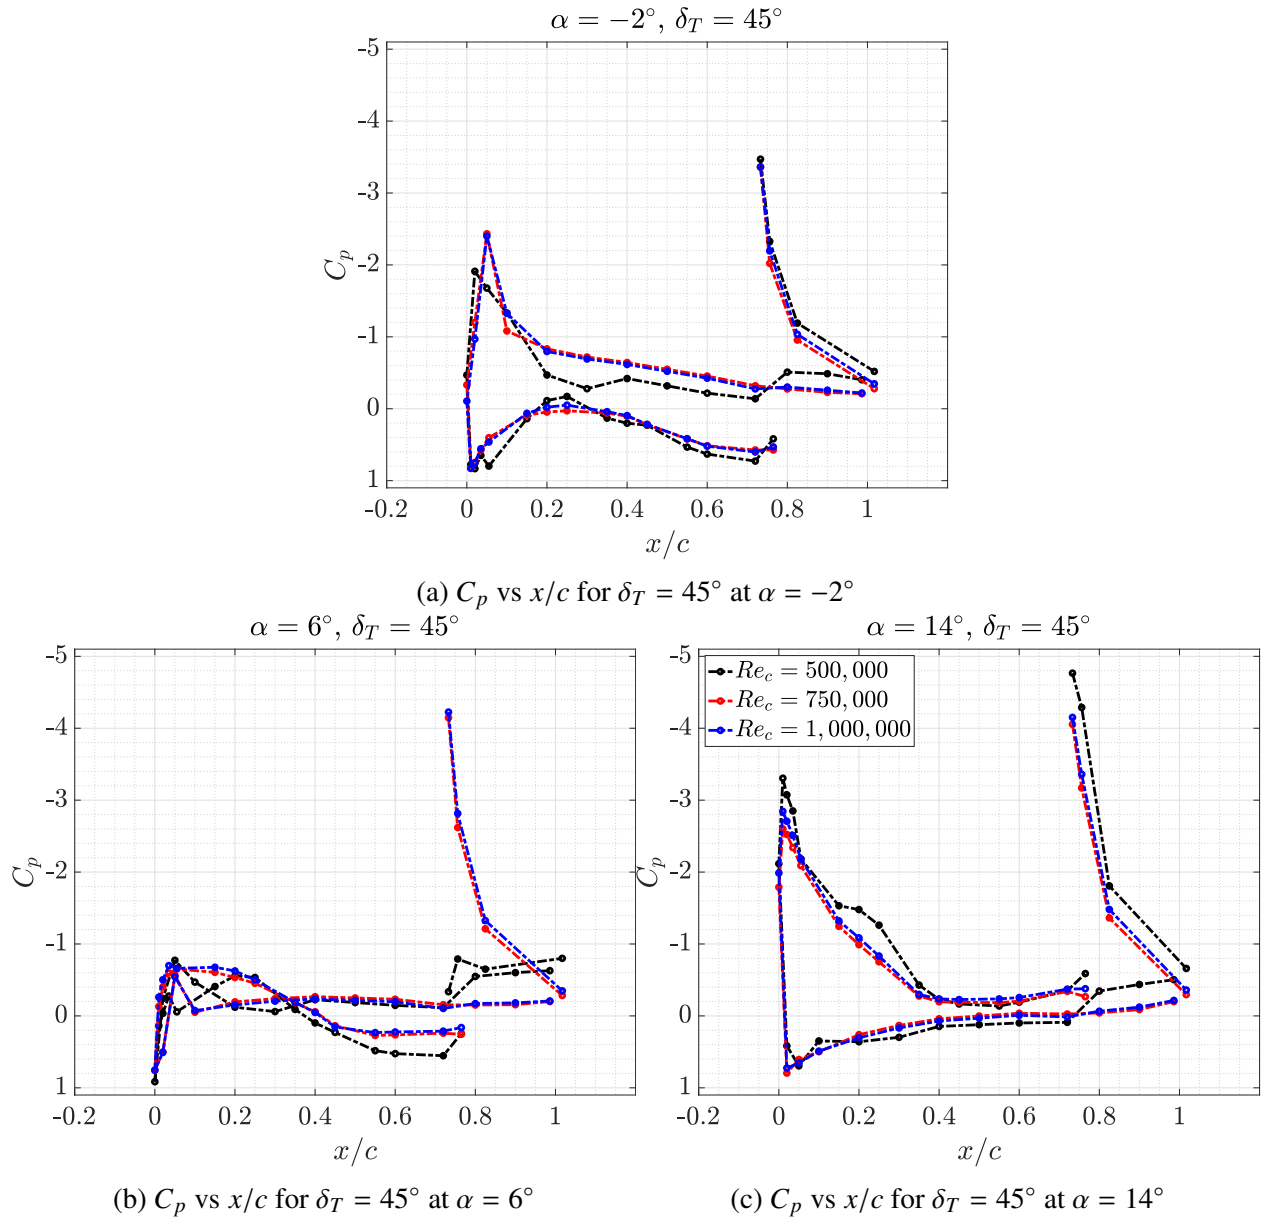 α = −2°, δ_T = 45°
-5
-4
-3
-2
-1
0
1
C_p
-0.2 0 0.2 0.4 0.6 0.8 1
x/c
(a) C_p vs x/c for δ_T = 45° at α = −2°
α = 6°, δ_T = 45°
-5
-4
-3
-2
-1
0
1
C_p
-0.2 0 0.2 0.4 0.6 0.8 1
x/c
(b) C_p vs x/c for δ_T = 45° at α = 6°
α = 14°, δ_T = 45°
Re_c = 500,000
Re_c = 750,000
Re_c = 1,000,000
-5
-4
-3
-2
-1
0
1
C_p
-0.2 0 0.2 0.4 0.6 0.8 1
x/c
(c) C_p vs x/c for δ_T = 45° at α = 14°